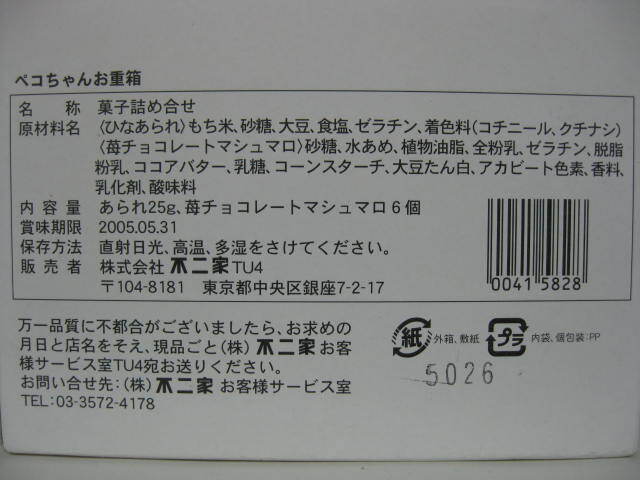 ペコちゃんお重箱
名 称 菓子詰め合せ
原材料名 〈ひなあられ〉もち米、砂糖、大豆、食塩、ゼラチン、着色料(コチニール、クチナシ)
〈苺チョコレートマシュマロ〉砂糖、水あめ、植物油脂、全粉乳、ゼラチン、脱脂
粉乳、ココアバター、乳糖、コーンスターチ、大豆たん白、アカビート色素、香料、
乳化剤、酸味料
内 容 量 あられ25g、苺チョコレートマシュマロ6個
賞味期限 2005.05.31
保存方法 直射日光、高温、多湿をさけてください。
販 売 者 株式会社 不二家 TU4
〒104-8181 東京都中央区銀座7-2-17
0041 5828
万一品質に不都合がございましたら、お求めの
月日と店名をそえ、現品ごと(株) 不二家 お客
様サービス室TU4宛お送りください。
お問い合せ先:(株) 不二家 お客様サービス室
TEL:03-3572-4178
紙 外箱、敷紙 プラ 内袋、個包装:PP
5026